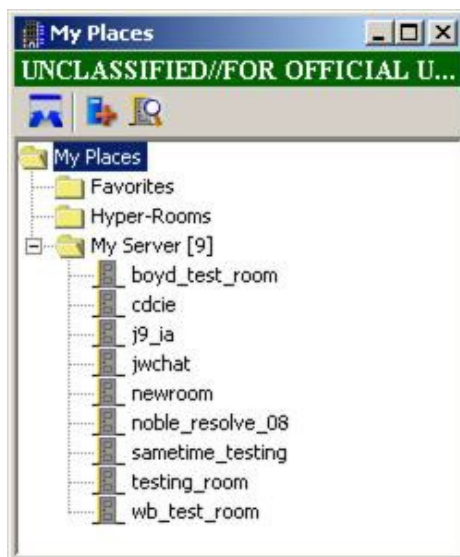 My Places
UNCLASSIFIED//FOR OFFICIAL U...
My Places
Favorites
Hyper-Rooms
My Server [9]
boyd_test_room
cdcie
j9_ia
jwchat
newroom
noble_resolve_08
sametime_testing
testing_room
wb_test_room